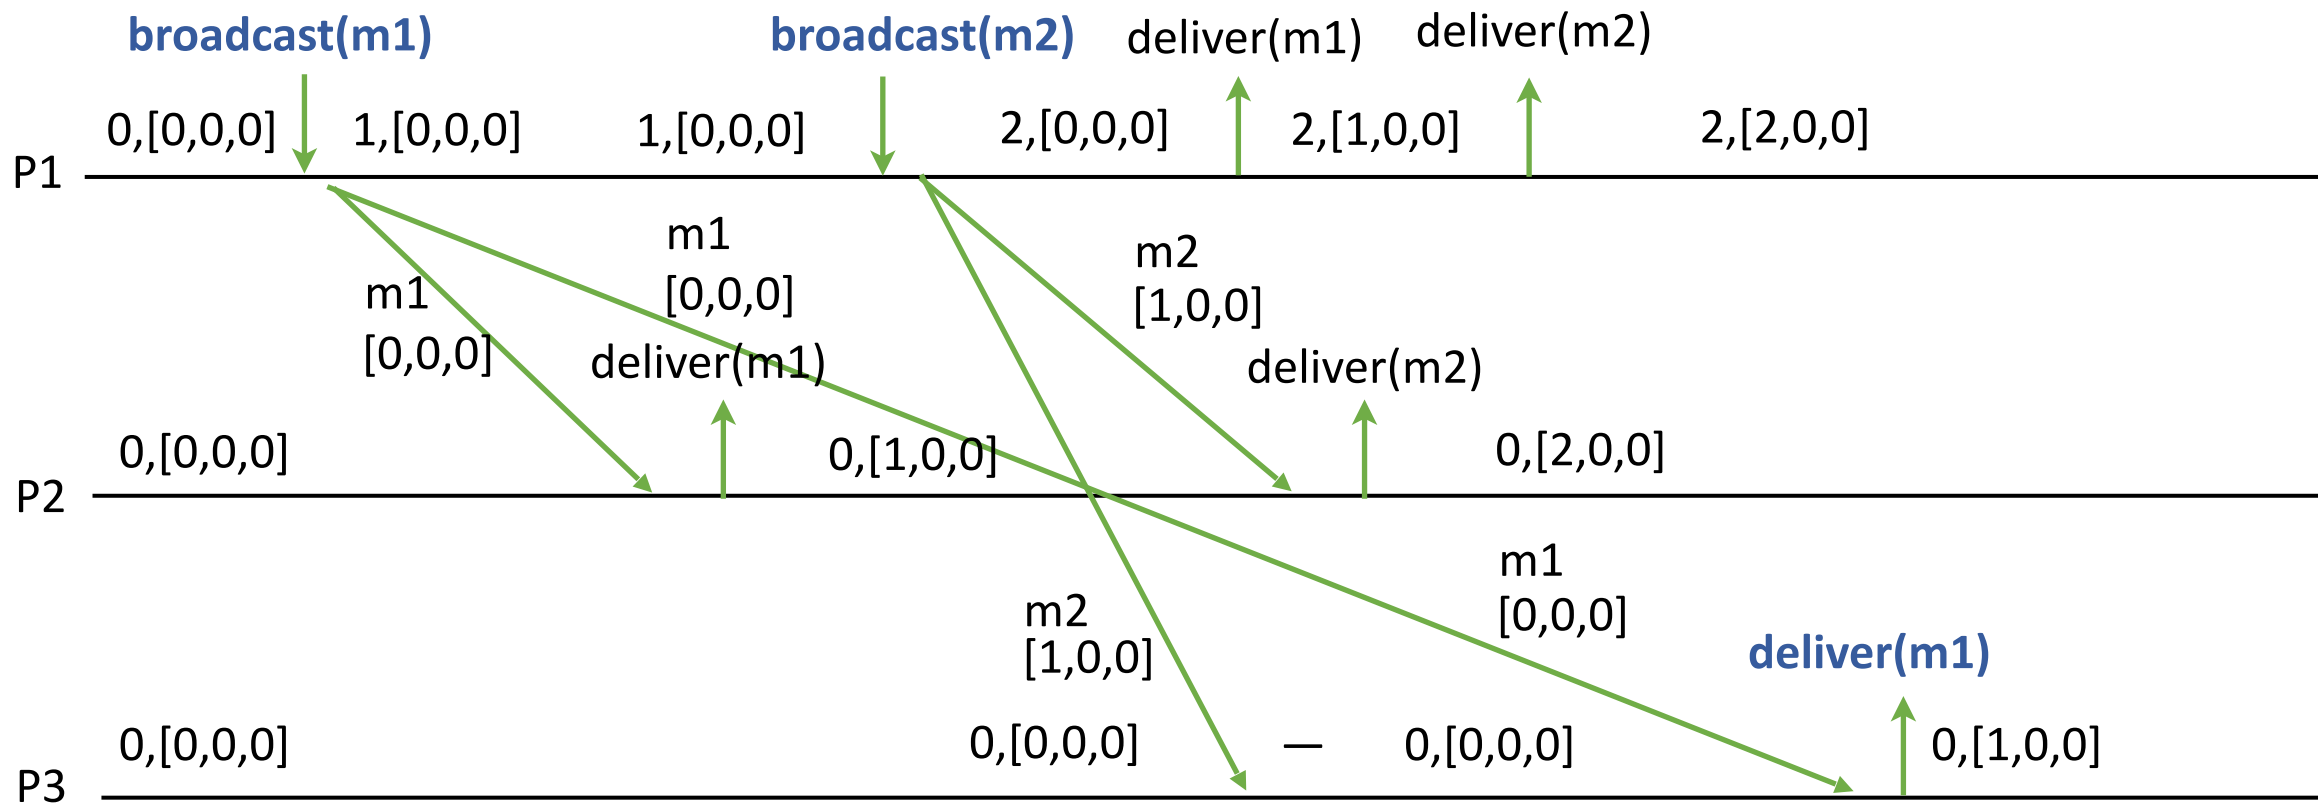 broadcast(m1)
broadcast(m2)
deliver(m1)
deliver(m2)
0,[0,0,0]
1,[0,0,0]
1,[0,0,0]
2,[0,0,0]
2,[1,0,0]
2,[2,0,0]
P1
m1
[0,0,0]
m1
[0,0,0]
m2
[1,0,0]
deliver(m1)
deliver(m2)
0,[0,0,0]
0,[1,0,0]
0,[2,0,0]
P2
m2
[1,0,0]
m1
[0,0,0]
deliver(m1)
0,[0,0,0]
0,[0,0,0]
—
0,[0,0,0]
0,[1,0,0]
P3